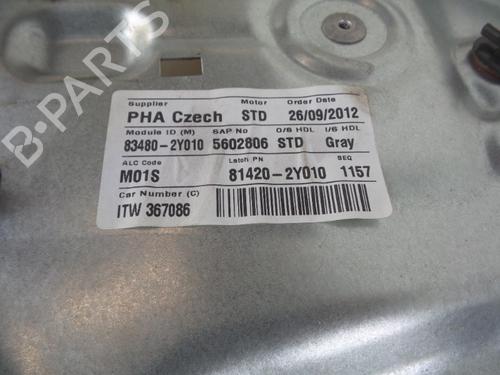 Supplier Motor Order Date
PHA Czech STD 26/09/2012
Module ID (M) SAP No O/S HDL I/S HDL
83480-2Y010 5602806 STD Gray
ALC Code Latch PN SEQ
M01S 81420-2Y010 1157
Car Number (C)
ITW 367086
B-PARTS